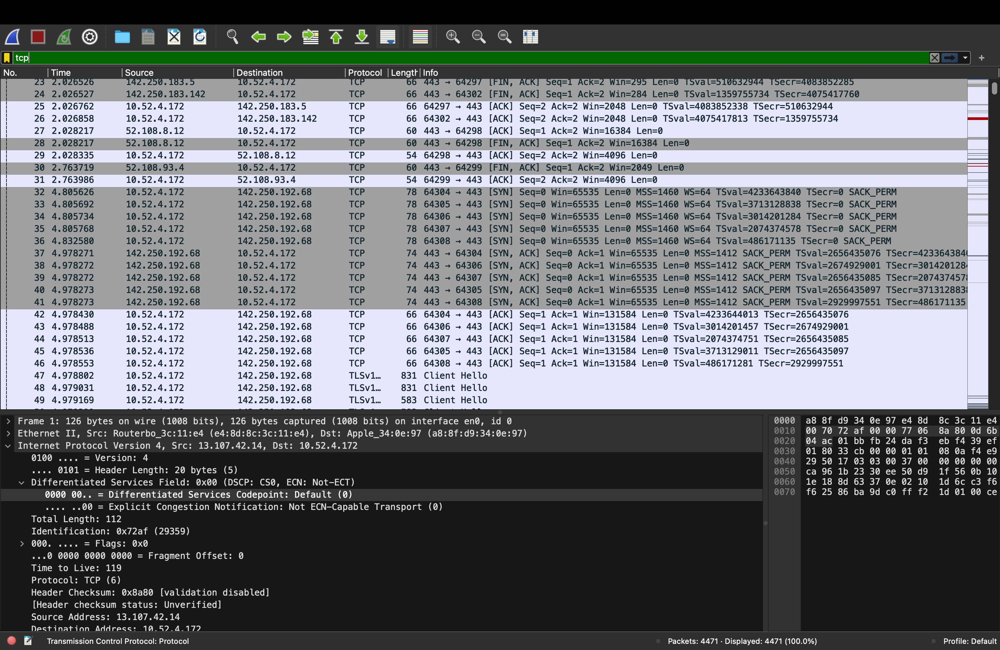 tcp
No. Time Source Destination Protocol Length Info
23 2.026526 142.250.183.5 10.52.4.172 TCP 66 443 → 64297 [FIN, ACK] Seq=1 Ack=2 Win=295 Len=0 TSval=510632944 TSecr=4083852285
24 2.026527 142.250.183.142 10.52.4.172 TCP 66 443 → 64302 [FIN, ACK] Seq=1 Ack=2 Win=284 Len=0 TSval=1359755734 TSecr=4075417760
25 2.026762 10.52.4.172 142.250.183.5 TCP 66 64297 → 443 [ACK] Seq=2 Ack=2 Win=2048 Len=0 TSval=4083852338 TSecr=510632944
26 2.026858 10.52.4.172 142.250.183.142 TCP 66 64302 → 443 [ACK] Seq=2 Ack=2 Win=2048 Len=0 TSval=4075417813 TSecr=1359755734
27 2.028217 52.108.8.12 10.52.4.172 TCP 60 443 → 64298 [ACK] Seq=1 Ack=2 Win=16384 Len=0
28 2.028217 52.108.8.12 10.52.4.172 TCP 60 443 → 64298 [FIN, ACK] Seq=1 Ack=2 Win=16384 Len=0
29 2.028335 10.52.4.172 52.108.8.12 TCP 54 64298 → 443 [ACK] Seq=2 Ack=2 Win=4096 Len=0
30 2.763719 52.108.93.4 10.52.4.172 TCP 60 443 → 64299 [FIN, ACK] Seq=1 Ack=2 Win=2049 Len=0
31 2.763986 10.52.4.172 52.108.93.4 TCP 54 64299 → 443 [ACK] Seq=2 Ack=2 Win=4096 Len=0
32 4.805626 10.52.4.172 142.250.192.68 TCP 78 64304 → 443 [SYN] Seq=0 Win=65535 Len=0 MSS=1460 WS=64 TSval=4233643840 TSecr=0 SACK_PERM
33 4.805692 10.52.4.172 142.250.192.68 TCP 78 64305 → 443 [SYN] Seq=0 Win=65535 Len=0 MSS=1460 WS=64 TSval=3713128838 TSecr=0 SACK_PERM
34 4.805734 10.52.4.172 142.250.192.68 TCP 78 64306 → 443 [SYN] Seq=0 Win=65535 Len=0 MSS=1460 WS=64 TSval=3014201284 TSecr=0 SACK_PERM
35 4.805768 10.52.4.172 142.250.192.68 TCP 78 64307 → 443 [SYN] Seq=0 Win=65535 Len=0 MSS=1460 WS=64 TSval=2074374578 TSecr=0 SACK_PERM
36 4.832580 10.52.4.172 142.250.192.68 TCP 78 64308 → 443 [SYN] Seq=0 Win=65535 Len=0 MSS=1460 WS=64 TSval=486171135 TSecr=0 SACK_PERM
37 4.978271 142.250.192.68 10.52.4.172 TCP 74 443 → 64304 [SYN, ACK] Seq=0 Ack=1 Win=65535 Len=0 MSS=1412 SACK_PERM TSval=2656435076 TSecr=4233643840
38 4.978272 142.250.192.68 10.52.4.172 TCP 74 443 → 64306 [SYN, ACK] Seq=0 Ack=1 Win=65535 Len=0 MSS=1412 SACK_PERM TSval=2674929001 TSecr=3014201284
39 4.978272 142.250.192.68 10.52.4.172 TCP 74 443 → 64307 [SYN, ACK] Seq=0 Ack=1 Win=65535 Len=0 MSS=1412 SACK_PERM TSval=2656435085 TSecr=2074374578
40 4.978273 142.250.192.68 10.52.4.172 TCP 74 443 → 64305 [SYN, ACK] Seq=0 Ack=1 Win=65535 Len=0 MSS=1412 SACK_PERM TSval=2656435097 TSecr=3713128838
41 4.978273 142.250.192.68 10.52.4.172 TCP 74 443 → 64308 [SYN, ACK] Seq=0 Ack=1 Win=65535 Len=0 MSS=1412 SACK_PERM TSval=2929997551 TSecr=486171135
42 4.978430 10.52.4.172 142.250.192.68 TCP 66 64304 → 443 [ACK] Seq=1 Ack=1 Win=131584 Len=0 TSval=4233644013 TSecr=2656435076
43 4.978488 10.52.4.172 142.250.192.68 TCP 66 64306 → 443 [ACK] Seq=1 Ack=1 Win=131584 Len=0 TSval=3014201457 TSecr=2674929001
44 4.978513 10.52.4.172 142.250.192.68 TCP 66 64307 → 443 [ACK] Seq=1 Ack=1 Win=131584 Len=0 TSval=2074374751 TSecr=2656435085
45 4.978536 10.52.4.172 142.250.192.68 TCP 66 64305 → 443 [ACK] Seq=1 Ack=1 Win=131584 Len=0 TSval=3713129011 TSecr=2656435097
46 4.978553 10.52.4.172 142.250.192.68 TCP 66 64308 → 443 [ACK] Seq=1 Ack=1 Win=131584 Len=0 TSval=486171281 TSecr=2929997551
47 4.978802 10.52.4.172 142.250.192.68 TLSv1… 831 Client Hello
48 4.979031 10.52.4.172 142.250.192.68 TLSv1… 831 Client Hello
49 4.979169 10.52.4.172 142.250.192.68 TLSv1… 583 Client Hello
Frame 1: 126 bytes on wire (1008 bits), 126 bytes captured (1008 bits) on interface en0, id 0
Ethernet II, Src: Routerbo_3c:11:e4 (e4:8d:8c:3c:11:e4), Dst: Apple_34:0e:97 (a8:8f:d9:34:0e:97)
Internet Protocol Version 4, Src: 13.107.42.14, Dst: 10.52.4.172
0100 .... = Version: 4
.... 0101 = Header Length: 20 bytes (5)
Differentiated Services Field: 0x00 (DSCP: CS0, ECN: Not-ECT)
0000 00.. = Differentiated Services Codepoint: Default (0)
.... ..00 = Explicit Congestion Notification: Not ECN-Capable Transport (0)
Total Length: 112
Identification: 0x72af (29359)
000. .... = Flags: 0x0
...0 0000 0000 0000 = Fragment Offset: 0
Time to Live: 119
Protocol: TCP (6)
Header Checksum: 0x8a80 [validation disabled]
[Header checksum status: Unverified]
Source Address: 13.107.42.14
Destination Address: 10.52.4.172
0000 a8 8f d9 34 0e 97 e4 8d 8c 3c 11 e4
0010 00 70 72 af 00 00 77 06 8a 80 0d 6b
0020 04 ac 01 bb fb 24 da f3 eb f4 39 ef
0030 01 80 33 cb 00 00 01 01 08 0a f4 e9
0040 29 50 17 03 03 00 37 00 00 00 00 00
0050 ca 96 1b 23 30 ee 50 d9 1f 56 0b 10
0060 1e 18 8d 63 37 0e 02 10 1d 6c c3 f6
0070 f6 25 86 ba 9d c0 ff f2 1d 01 00 ce
Transmission Control Protocol: Protocol
Packets: 4471 · Displayed: 4471 (100.0%)
Profile: Default